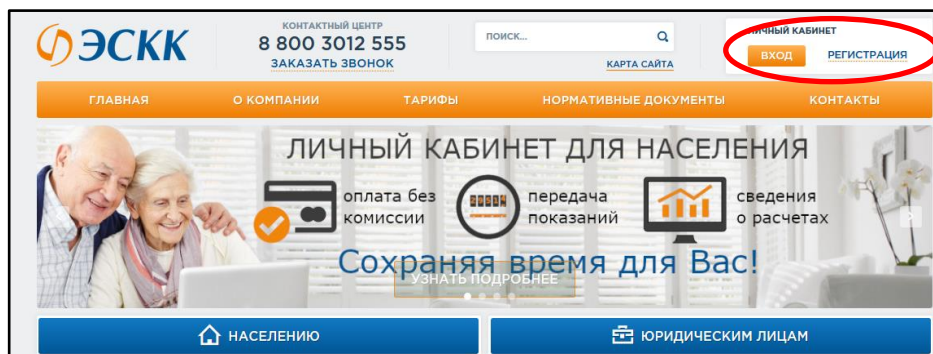 ЭСКК
КОНТАКТНЫЙ ЦЕНТР
8 800 3012 555
ЗАКАЗАТЬ ЗВОНОК
ПОИСК...
КАРТА САЙТА
ЛИЧНЫЙ КАБИНЕТ
ВХОД РЕГИСТРАЦИЯ
ГЛАВНАЯ О КОМПАНИИ ТАРИФЫ НОРМАТИВНЫЕ ДОКУМЕНТЫ КОНТАКТЫ
ЛИЧНЫЙ КАБИНЕТ ДЛЯ НАСЕЛЕНИЯ
оплата без
комиссии
передача
показаний
сведения
о расчетах
Сохраняя время для Вас!
УЗНАТЬ ПОДРОБНЕЕ
НАСЕЛЕНИЮ
ЮРИДИЧЕСКИМ ЛИЦАМ